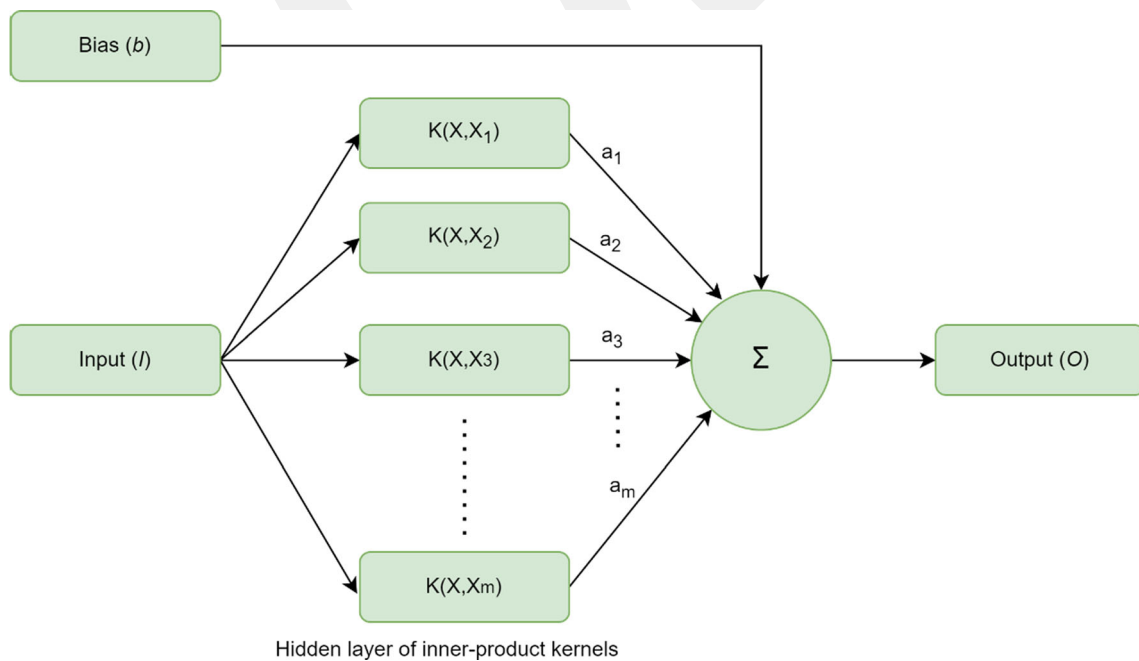 Bias (b)
K(X,X1)
a1
K(X,X2)
a2
Input (I)
K(X,X3)
a3
Σ
Output (O)
am
K(X,Xm)
Hidden layer of inner-product kernels